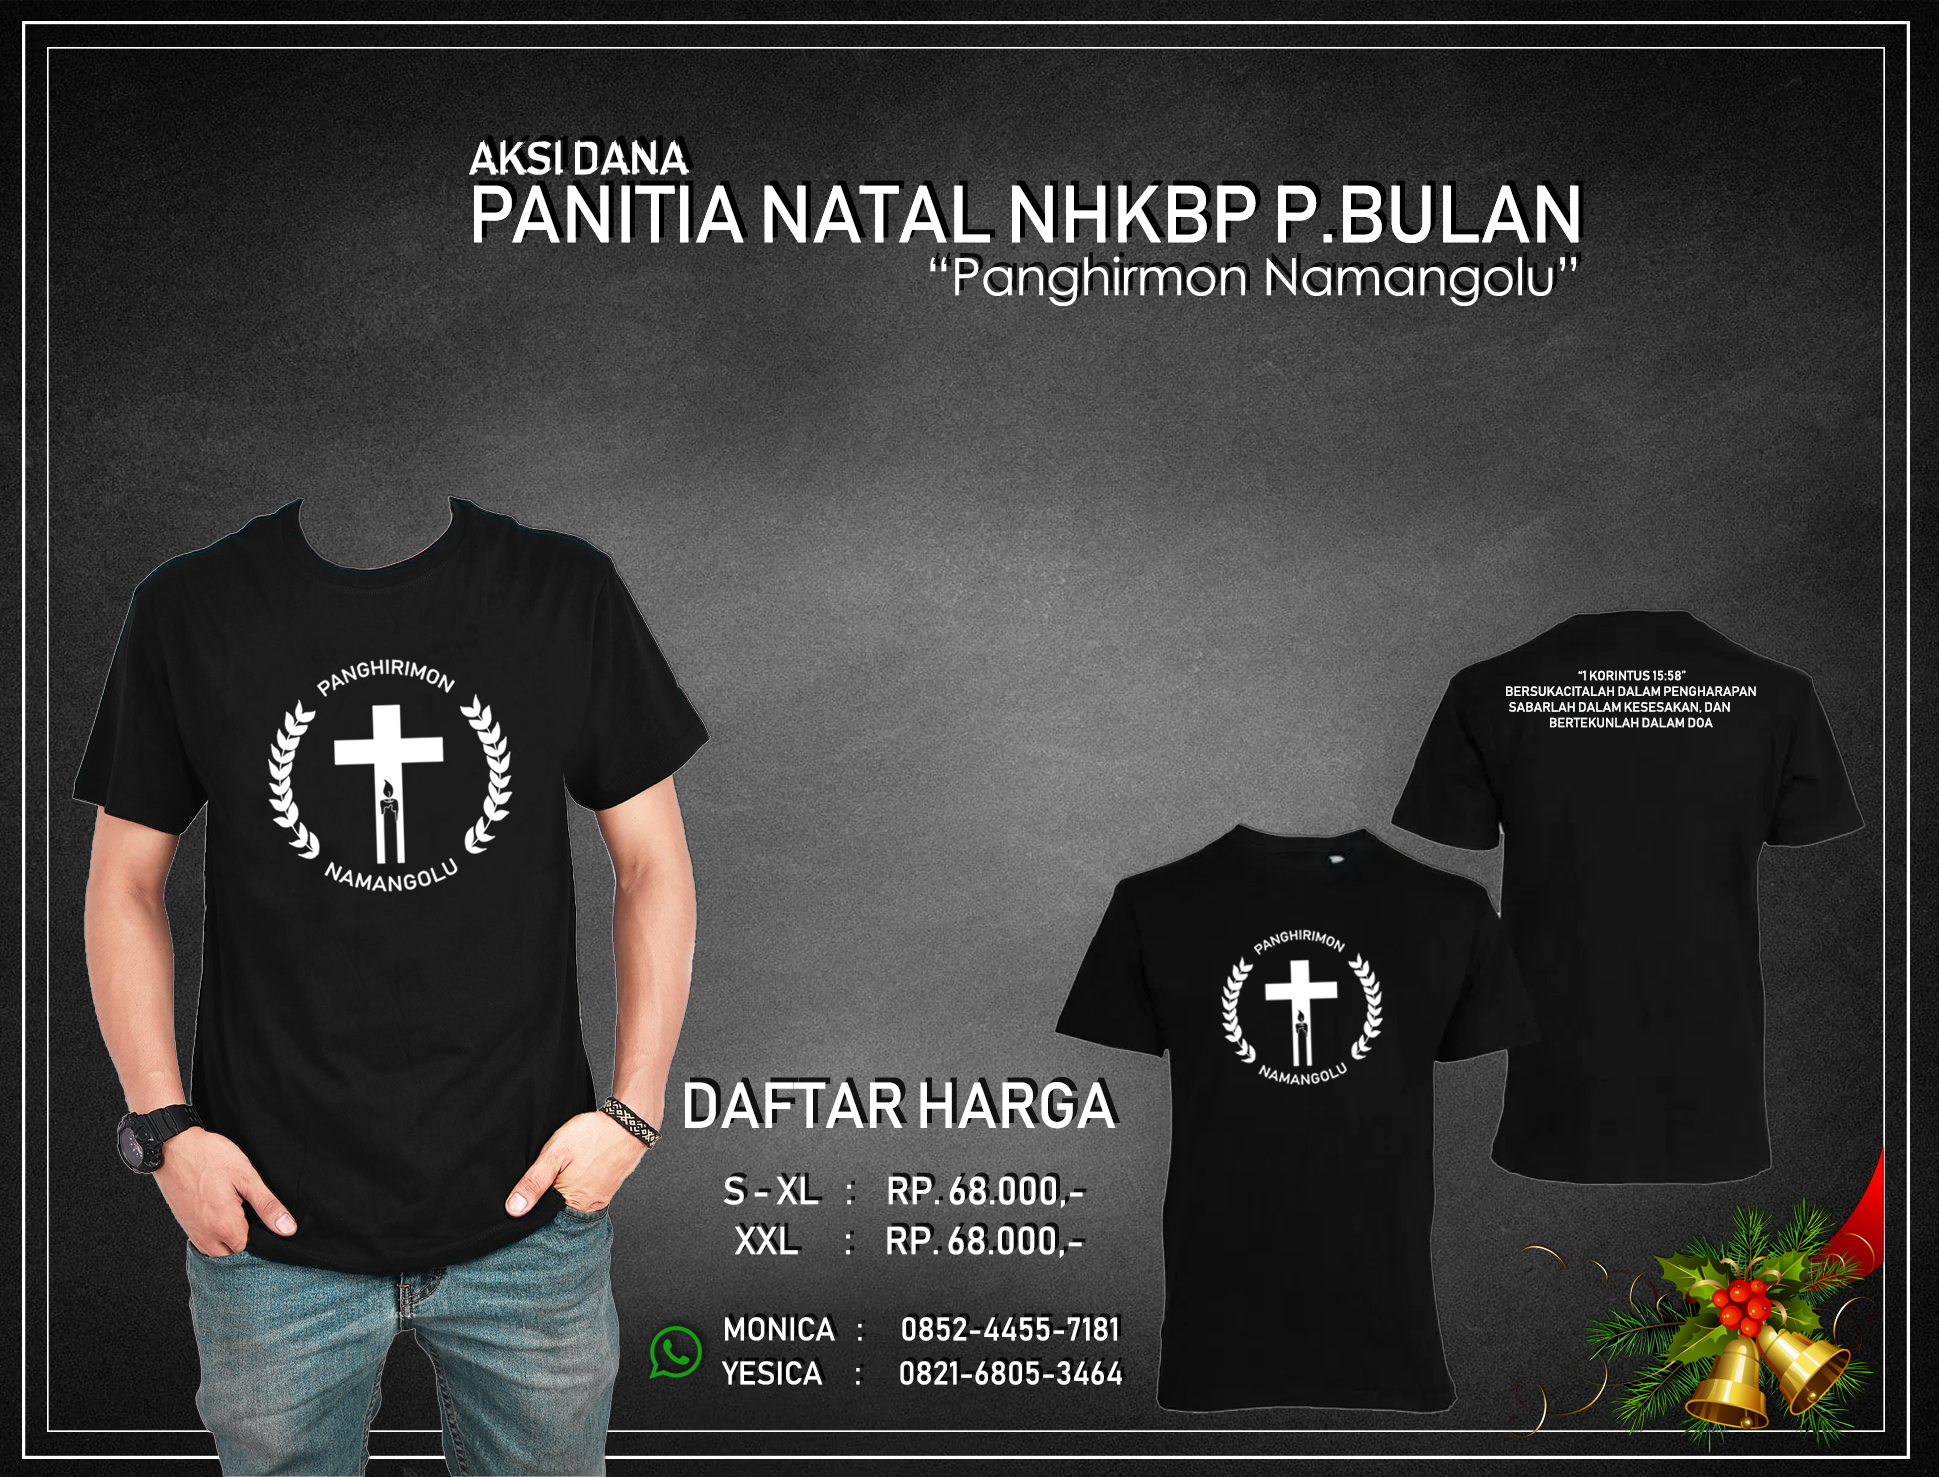 AKSI DANA
PANITIA NATAL NHKBP P.BULAN
“Panghirmon Namangolu”
PANGHIRIMON
NAMANGOLU
“1 KORINTUS 15:58”
BERSUKACITALAH DALAM PENGHARAPAN
SABARLAH DALAM KESESAKAN, DAN
BERTEKUNLAH DALAM DOA
PANGHIRIMON
NAMANGOLU
DAFTAR HARGA
S - XL : RP. 68.000,-
XXL : RP. 68.000,-
MONICA : 0852-4455-7181
YESICA : 0821-6805-3464